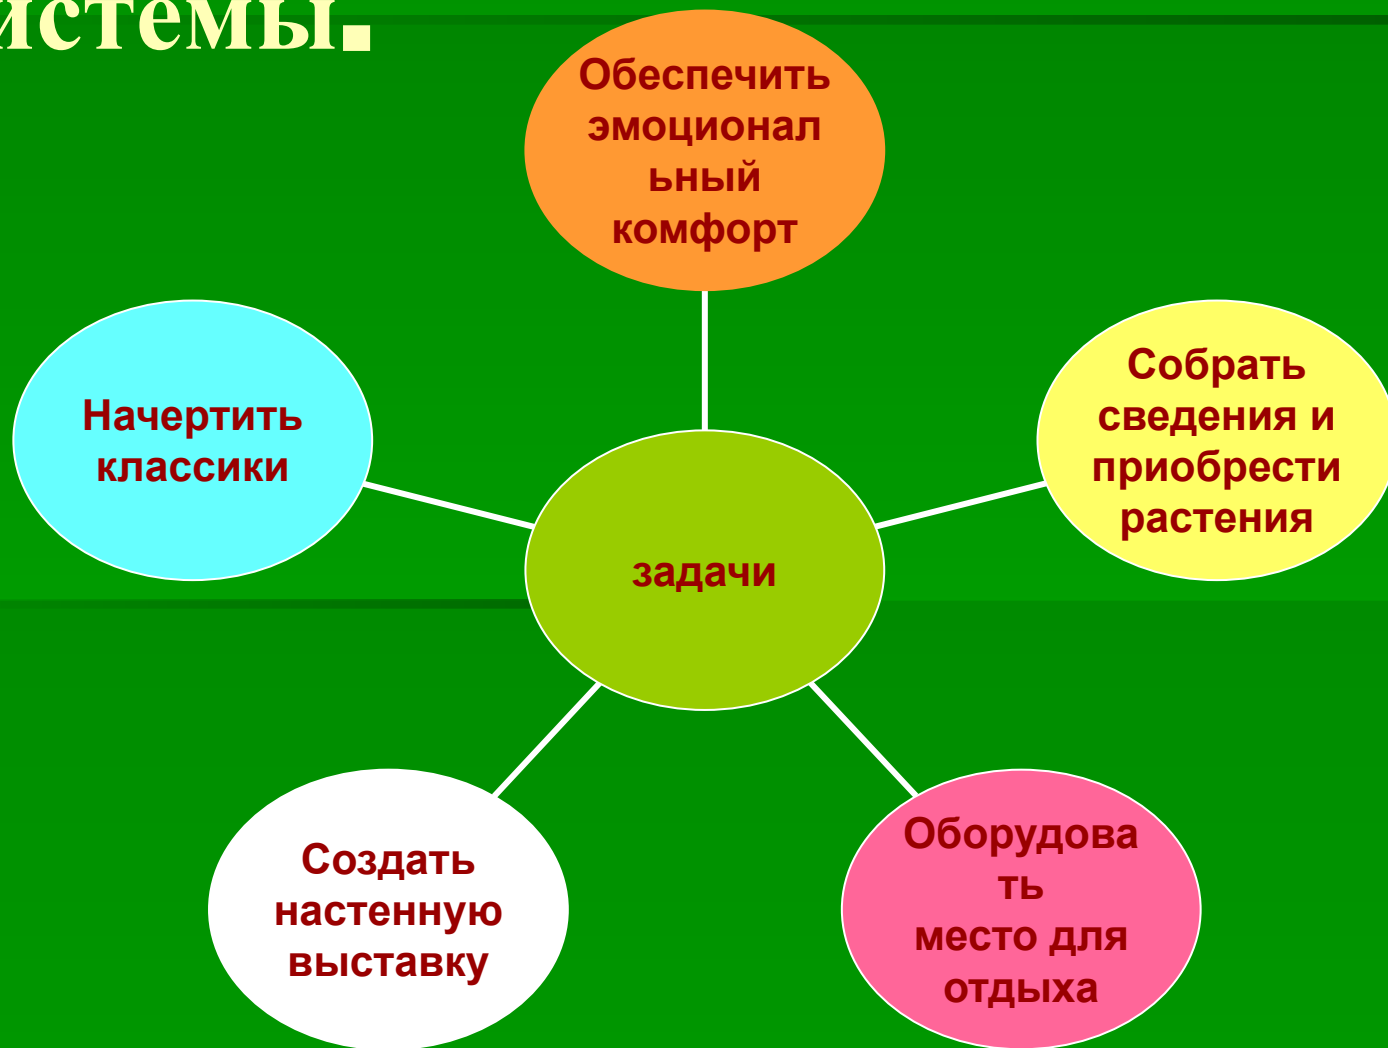 истемы.
Обеспечить
эмоционал
ьный
комфорт
Начертить
классики
Собрать
сведения и
приобрести
растения
задачи
Создать
настенную
выставку
Оборудова
ть
место для
отдыха